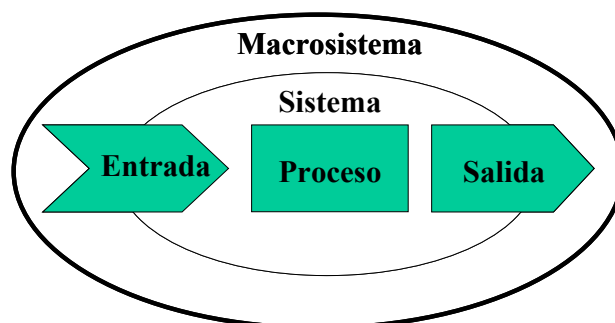 Macrosistema
Sistema
Entrada
Proceso
Salida